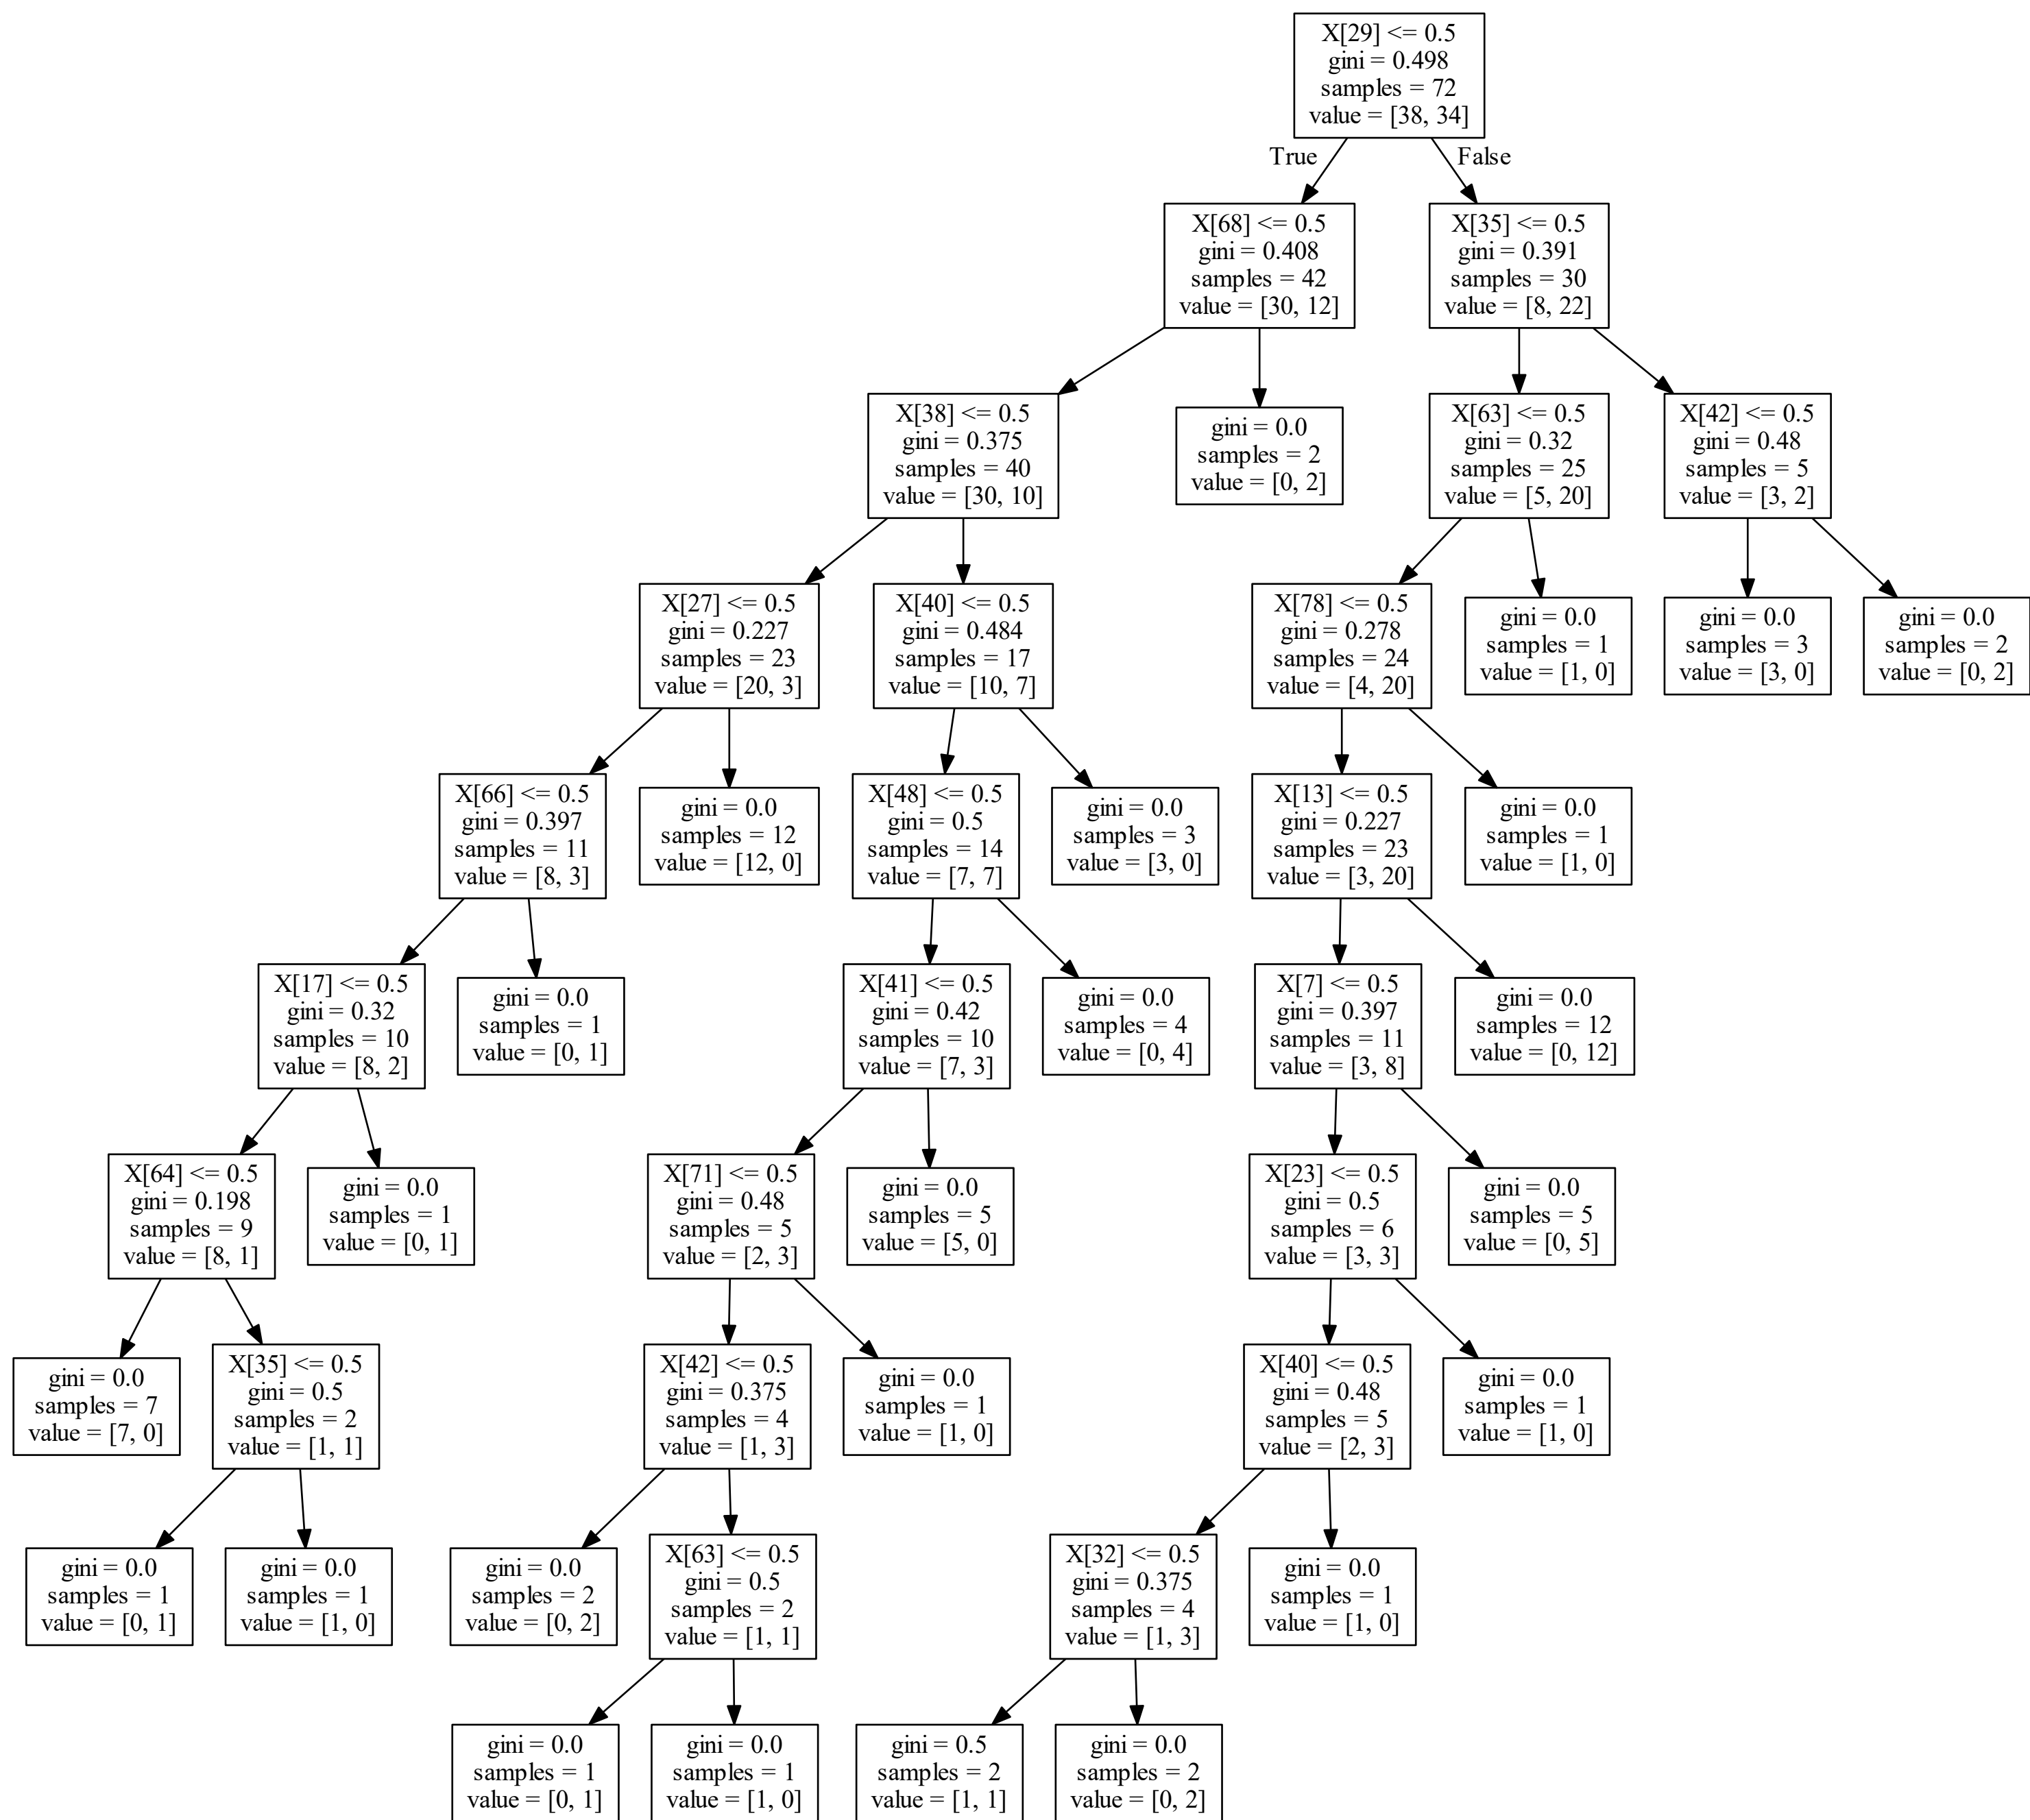 X[29] <= 0.5
gini = 0.498
samples = 72
value = [38, 34]
True
False
X[68] <= 0.5
gini = 0.408
samples = 42
value = [30, 12]
X[35] <= 0.5
gini = 0.391
samples = 30
value = [8, 22]
X[38] <= 0.5
gini = 0.375
samples = 40
value = [30, 10]
gini = 0.0
samples = 2
value = [0, 2]
X[63] <= 0.5
gini = 0.32
samples = 25
value = [5, 20]
X[42] <= 0.5
gini = 0.48
samples = 5
value = [3, 2]
X[27] <= 0.5
gini = 0.227
samples = 23
value = [20, 3]
X[40] <= 0.5
gini = 0.484
samples = 17
value = [10, 7]
X[78] <= 0.5
gini = 0.278
samples = 24
value = [4, 20]
gini = 0.0
samples = 1
value = [1, 0]
gini = 0.0
samples = 3
value = [3, 0]
gini = 0.0
samples = 2
value = [0, 2]
X[66] <= 0.5
gini = 0.397
samples = 11
value = [8, 3]
gini = 0.0
samples = 12
value = [12, 0]
X[48] <= 0.5
gini = 0.5
samples = 14
value = [7, 7]
gini = 0.0
samples = 3
value = [3, 0]
X[13] <= 0.5
gini = 0.227
samples = 23
value = [3, 20]
gini = 0.0
samples = 1
value = [1, 0]
X[17] <= 0.5
gini = 0.32
samples = 10
value = [8, 2]
gini = 0.0
samples = 1
value = [0, 1]
X[41] <= 0.5
gini = 0.42
samples = 10
value = [7, 3]
gini = 0.0
samples = 4
value = [0, 4]
X[7] <= 0.5
gini = 0.397
samples = 11
value = [3, 8]
gini = 0.0
samples = 12
value = [0, 12]
X[64] <= 0.5
gini = 0.198
samples = 9
value = [8, 1]
gini = 0.0
samples = 1
value = [0, 1]
X[71] <= 0.5
gini = 0.48
samples = 5
value = [2, 3]
gini = 0.0
samples = 5
value = [5, 0]
X[23] <= 0.5
gini = 0.5
samples = 6
value = [3, 3]
gini = 0.0
samples = 5
value = [0, 5]
gini = 0.0
samples = 7
value = [7, 0]
X[35] <= 0.5
gini = 0.5
samples = 2
value = [1, 1]
X[42] <= 0.5
gini = 0.375
samples = 4
value = [1, 3]
gini = 0.0
samples = 1
value = [1, 0]
X[40] <= 0.5
gini = 0.48
samples = 5
value = [2, 3]
gini = 0.0
samples = 1
value = [1, 0]
gini = 0.0
samples = 1
value = [0, 1]
gini = 0.0
samples = 1
value = [1, 0]
gini = 0.0
samples = 2
value = [0, 2]
X[63] <= 0.5
gini = 0.5
samples = 2
value = [1, 1]
X[32] <= 0.5
gini = 0.375
samples = 4
value = [1, 3]
gini = 0.0
samples = 1
value = [1, 0]
gini = 0.0
samples = 1
value = [0, 1]
gini = 0.0
samples = 1
value = [1, 0]
gini = 0.5
samples = 2
value = [1, 1]
gini = 0.0
samples = 2
value = [0, 2]